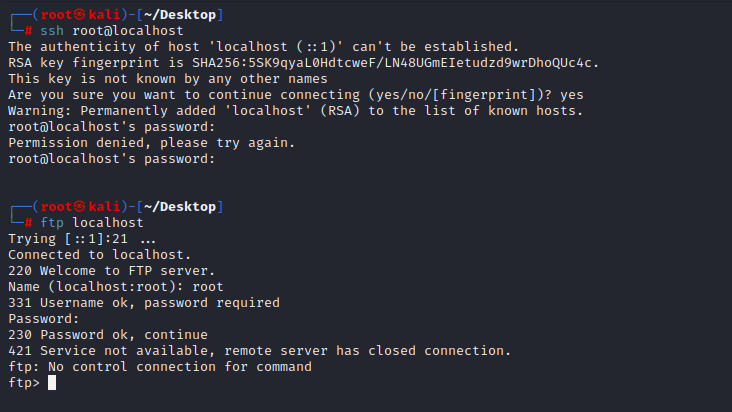 ┌──(root㉿kali)-[~/Desktop]
└─# ssh root@localhost
The authenticity of host 'localhost (::1)' can't be established.
RSA key fingerprint is SHA256:5SK9qyaL0HdtcweF/LN48UGmEIetudzd9wrDhoQUc4c.
This key is not known by any other names
Are you sure you want to continue connecting (yes/no/[fingerprint])? yes
Warning: Permanently added 'localhost' (RSA) to the list of known hosts.
root@localhost's password:
Permission denied, please try again.
root@localhost's password:
┌──(root㉿kali)-[~/Desktop]
└─# ftp localhost
Trying [::1]:21 ...
Connected to localhost.
220 Welcome to FTP server.
Name (localhost:root): root
331 Username ok, password required
Password:
230 Password ok, continue
421 Service not available, remote server has closed connection.
ftp: No control connection for command
ftp>